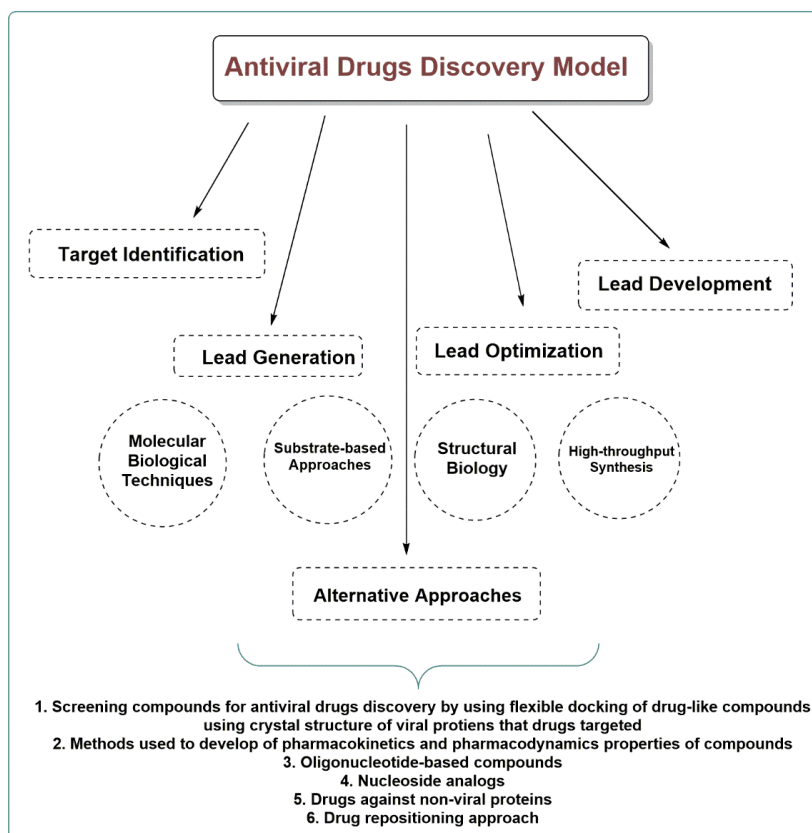 Antiviral Drugs Discovery Model
Target Identification
Lead Development
Lead Generation
Lead Optimization
Molecular
Biological
Techniques
Substrate-based
Approaches
Structural
Biology
High-throughput
Synthesis
Alternative Approaches
1. Screening compounds for antiviral drugs discovery by using flexible docking of drug-like compounds
using crystal structure of viral protiens that drugs targeted
2. Methods used to develop of pharmacokinetics and pharmacodynamics properties of compounds
3. Oligonucleotide-based compounds
4. Nucleoside analogs
5. Drugs against non-viral proteins
6. Drug repositioning approach